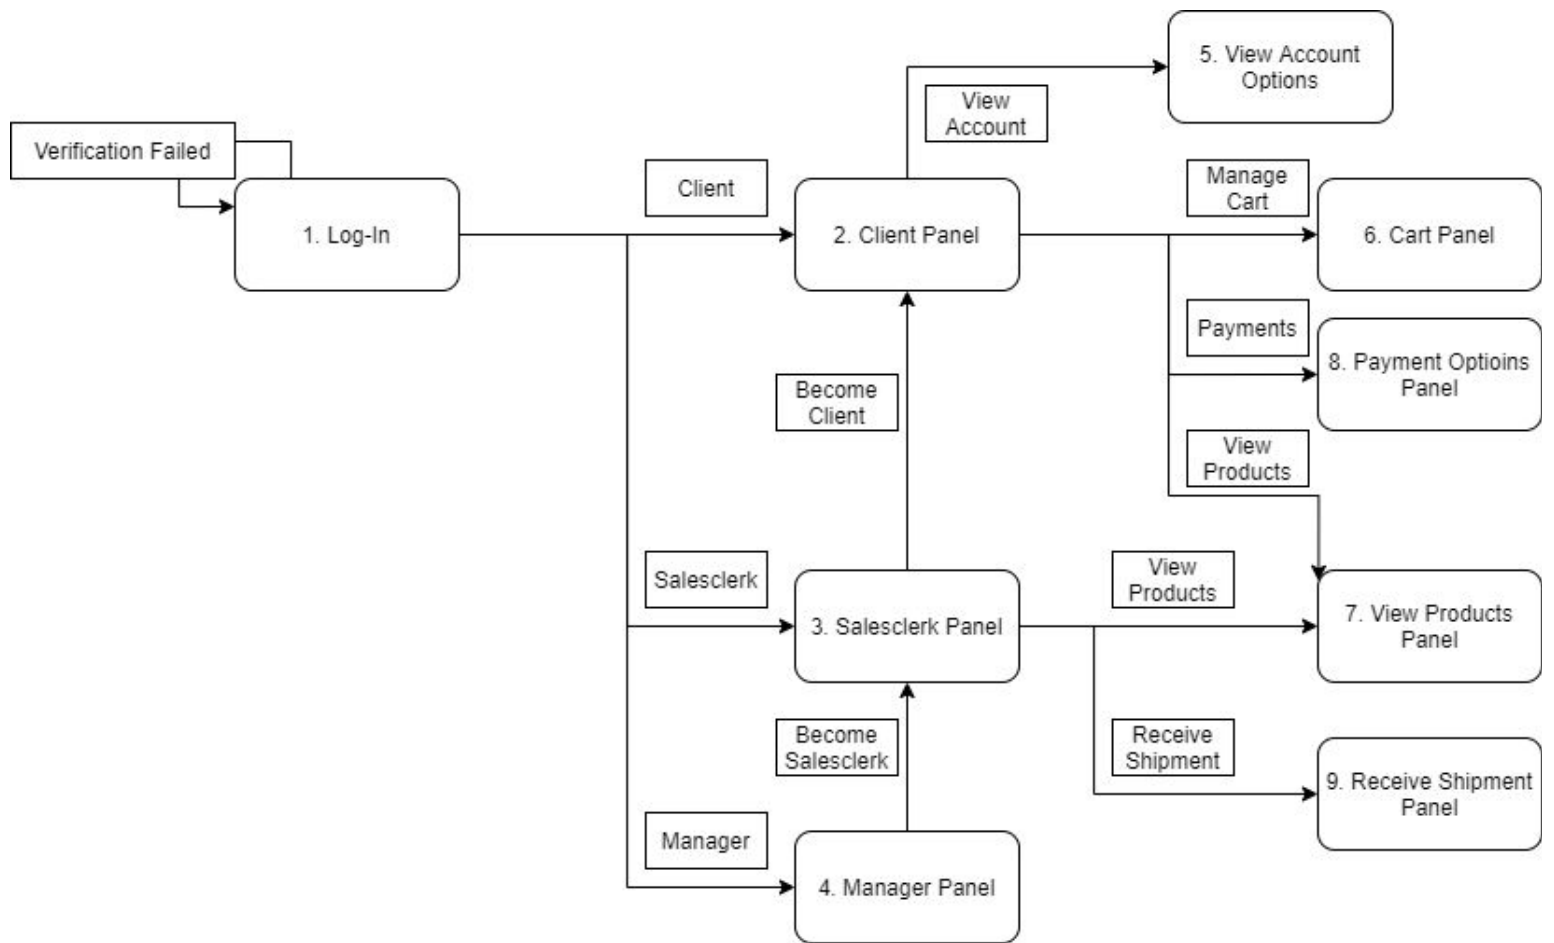 5. View Account
Options
View
Account
Verification Failed
Client
Manage
Cart
1. Log-In
2. Client Panel
6. Cart Panel
Payments
8. Payment Optioins
Panel
Become
Client
View
Products
Salesclerk
View
Products
3. Salesclerk Panel
7. View Products
Panel
Become
Salesclerk
Receive
Shipment
9. Receive Shipment
Panel
Manager
4. Manager Panel